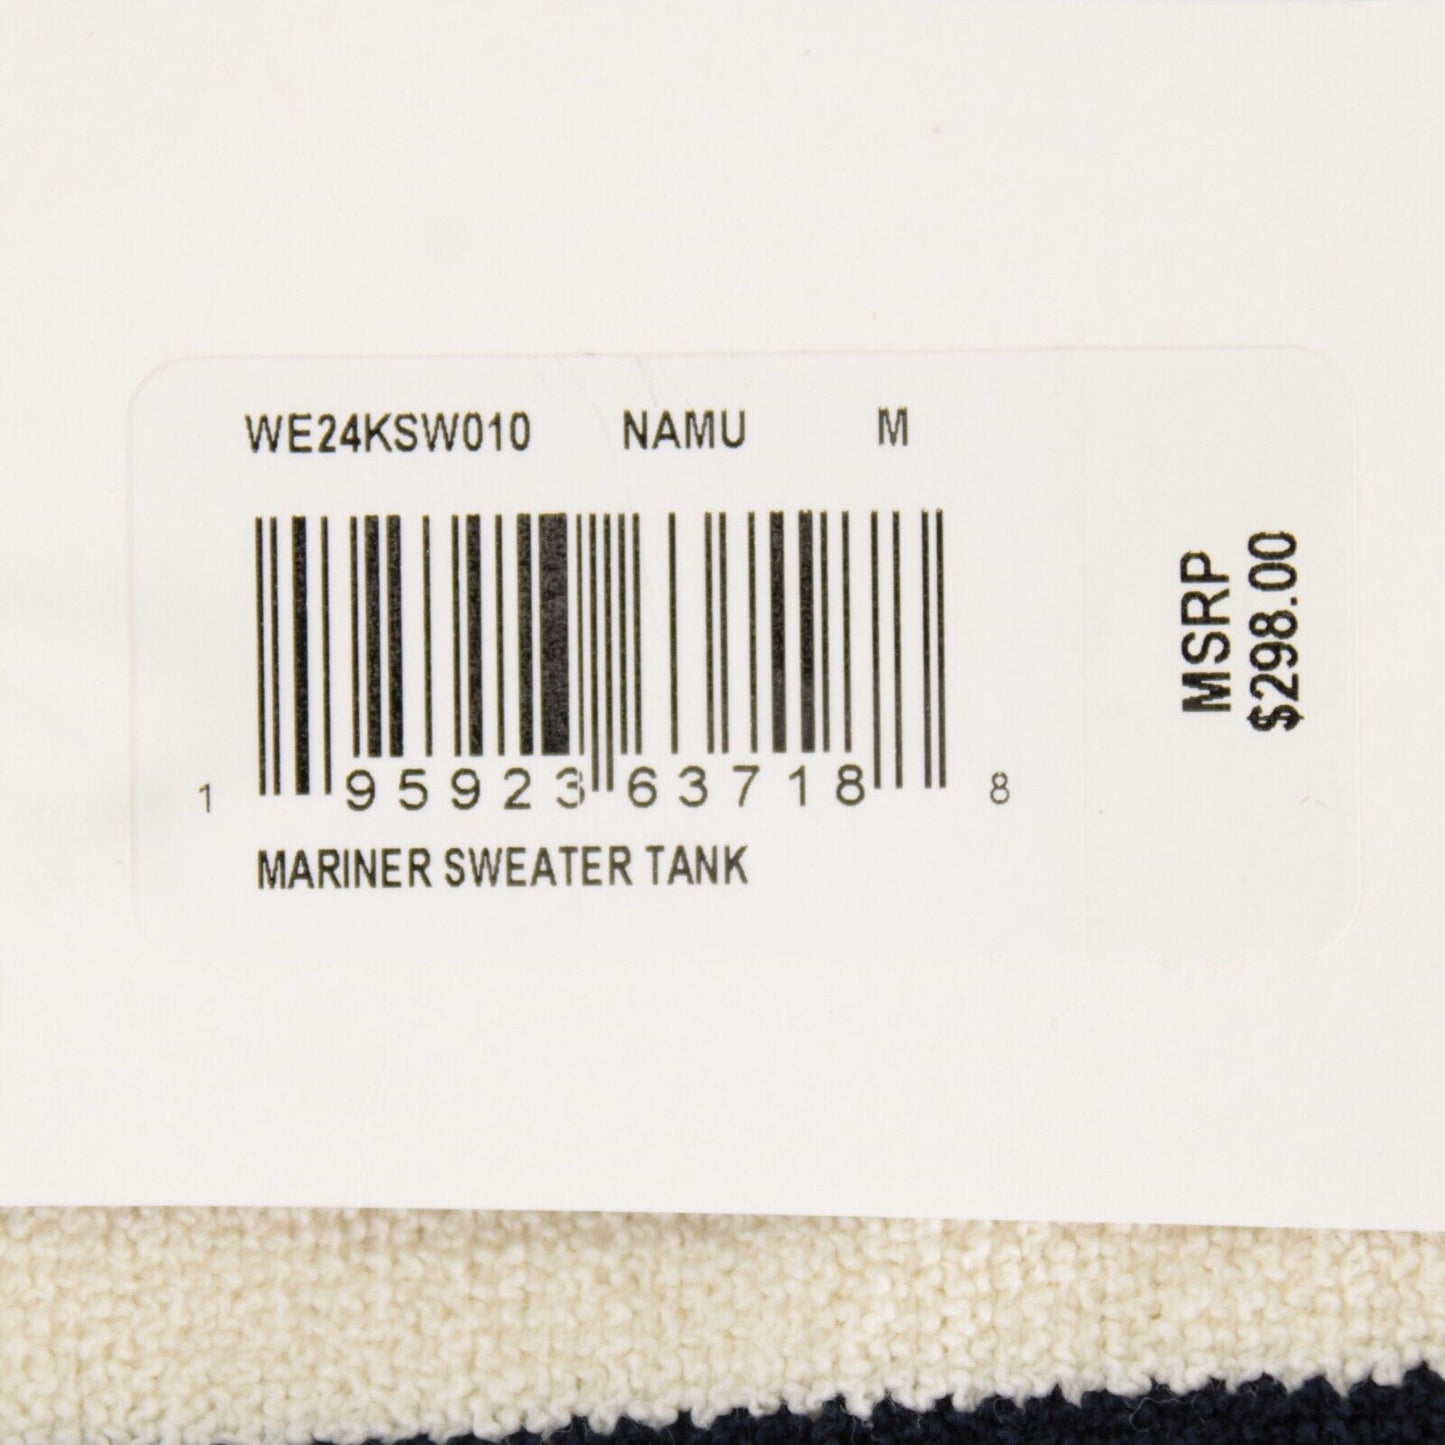 WE24KSW010 NAMU M
1 95923 63718 8
MARINER SWEATER TANK
MSRP
$298.00